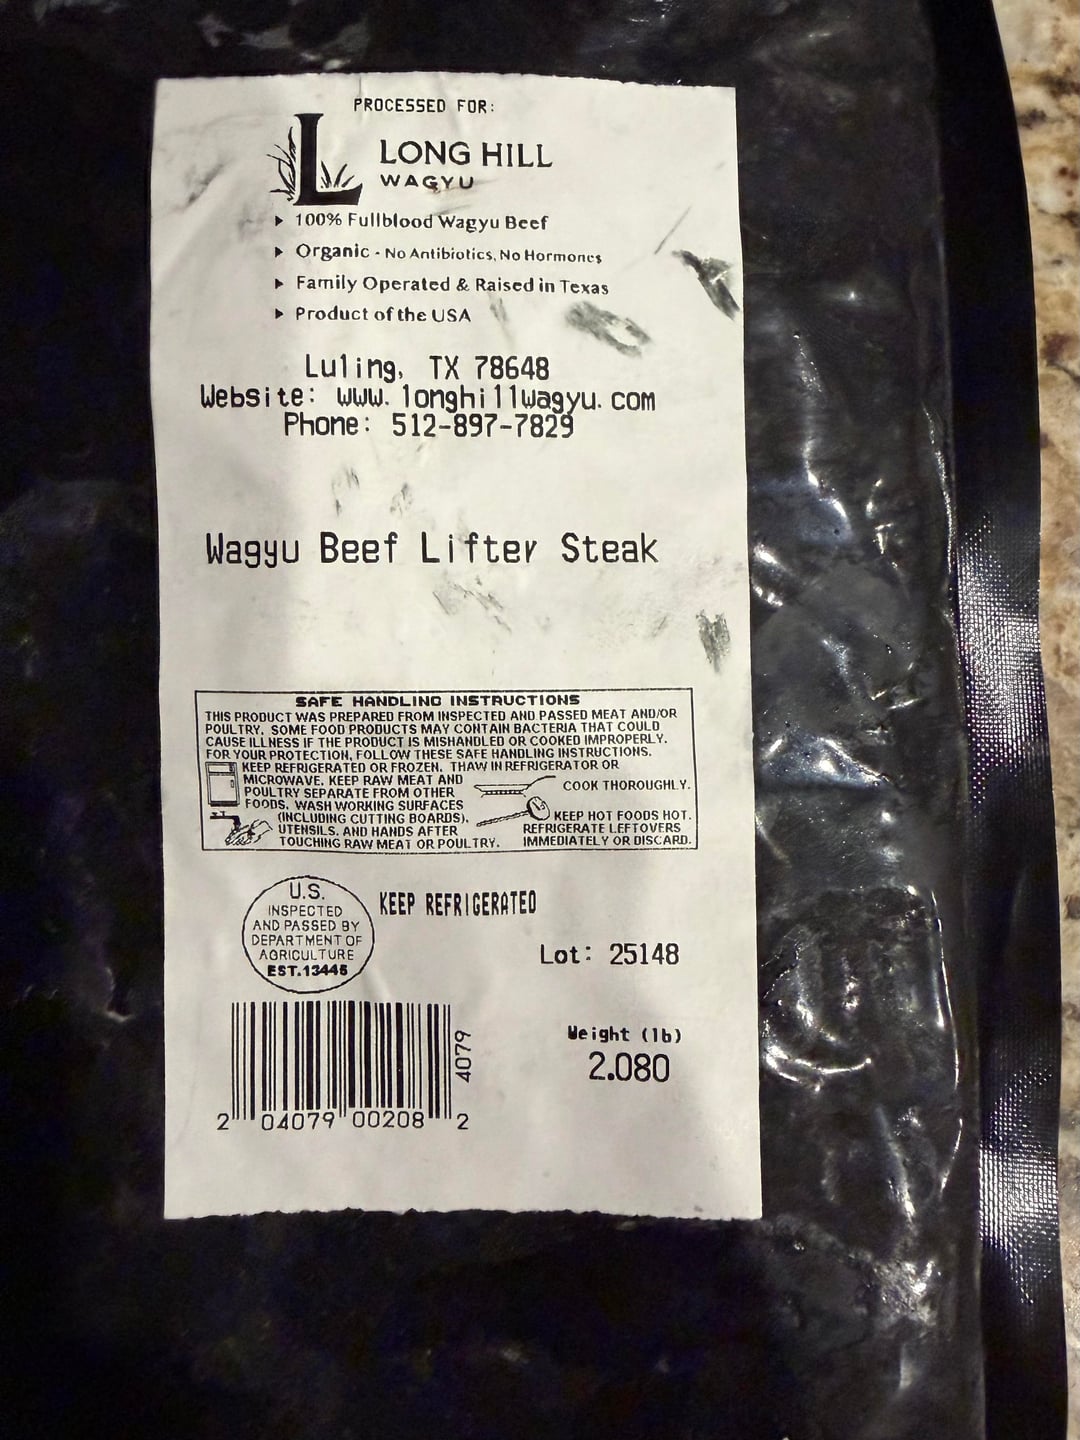 PROCESSED FOR:
L LONG HILL
WAGYU
▸ 100% Fullblood Wagyu Beef
▸ Organic - No Antibiotics, No Hormones
▸ Family Operated & Raised in Texas
▸ Product of the USA
Luling, TX 78648
Website: www.longhillwagyu.com
Phone: 512-897-7829
Wagyu Beef Lifter Steak
SAFE HANDLING INSTRUCTIONS
THIS PRODUCT WAS PREPARED FROM INSPECTED AND PASSED MEAT AND/OR
POULTRY. SOME FOOD PRODUCTS MAY CONTAIN BACTERIA THAT COULD
CAUSE ILLNESS IF THE PRODUCT IS MISHANDLED OR COOKED IMPROPERLY.
FOR YOUR PROTECTION, FOLLOW THESE SAFE HANDLING INSTRUCTIONS.
KEEP REFRIGERATED OR FROZEN. THAW IN REFRIGERATOR OR
MICROWAVE. KEEP RAW MEAT AND
POULTRY SEPARATE FROM OTHER
FOODS. WASH WORKING SURFACES
(INCLUDING CUTTING BOARDS),
UTENSILS, AND HANDS AFTER
TOUCHING RAW MEAT OR POULTRY.
COOK THOROUGHLY.
KEEP HOT FOODS HOT.
REFRIGERATE LEFTOVERS
IMMEDIATELY OR DISCARD.
U.S.
INSPECTED
AND PASSED BY
DEPARTMENT OF
AGRICULTURE
EST.13445
KEEP REFRIGERATED
Lot: 25148
Weight (lb)
2.080
4079
2 04079 00208 2